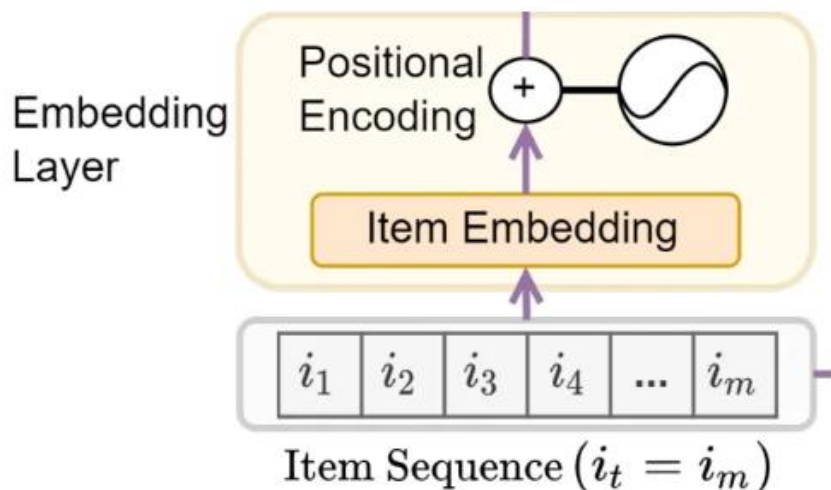 Positional
Encoding
+
Embedding
Layer
Item Embedding
i₁ i₂ i₃ i₄ ... iₘ
Item Sequence (iₜ = iₘ)